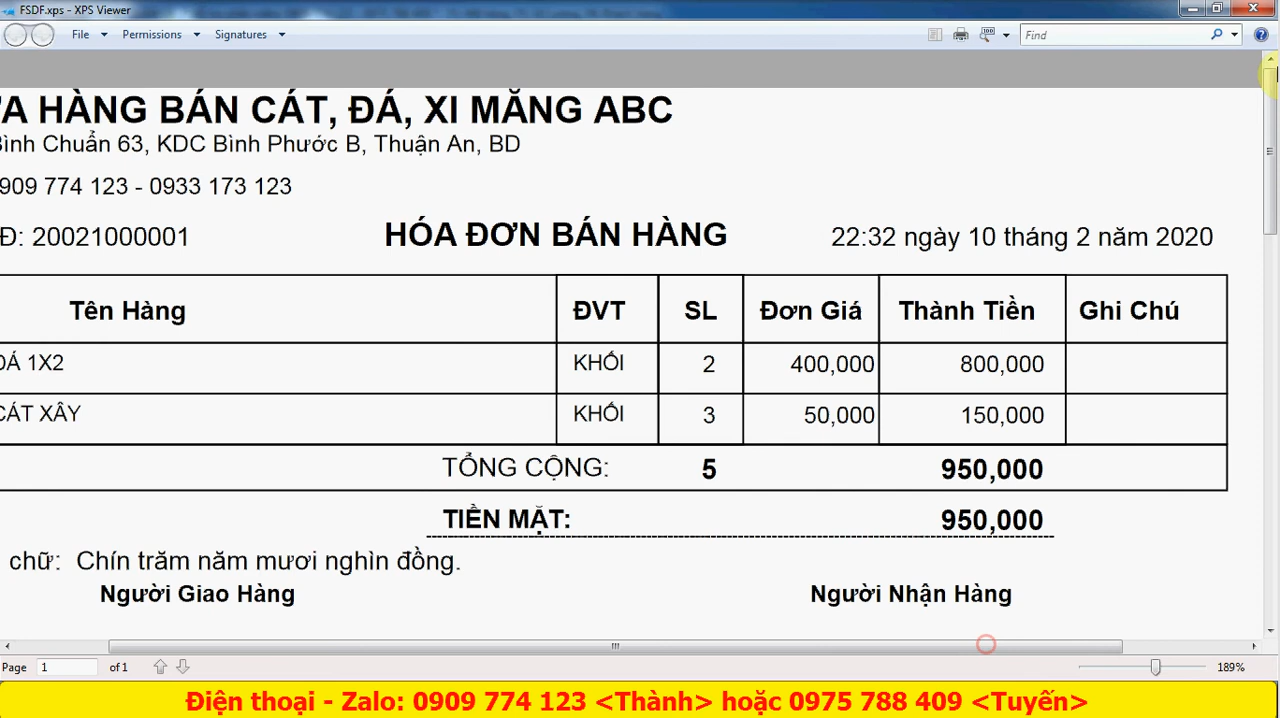 FSDF.xps - XPS Viewer
File Permissions Signatures Find
ỬA HÀNG BÁN CÁT, ĐÁ, XI MĂNG ABC
Bình Chuẩn 63, KDC Bình Phước B, Thuận An, BD
909 774 123 - 0933 173 123
Đ: 20021000001 HÓA ĐƠN BÁN HÀNG 22:32 ngày 10 tháng 2 năm 2020
Tên Hàng ĐVT SL Đơn Giá Thành Tiền Ghi Chú
ĐÁ 1X2 KHỐI 2 400,000 800,000
CÁT XÂY KHỐI 3 50,000 150,000
TỔNG CỘNG: 5 950,000
TIỀN MẶT: 950,000
chữ: Chín trăm năm mươi nghìn đồng.
Người Giao Hàng Người Nhận Hàng
Page 1 of 1 189%
Điện thoại - Zalo: 0909 774 123 <Thành> hoặc 0975 788 409 <Tuyến>